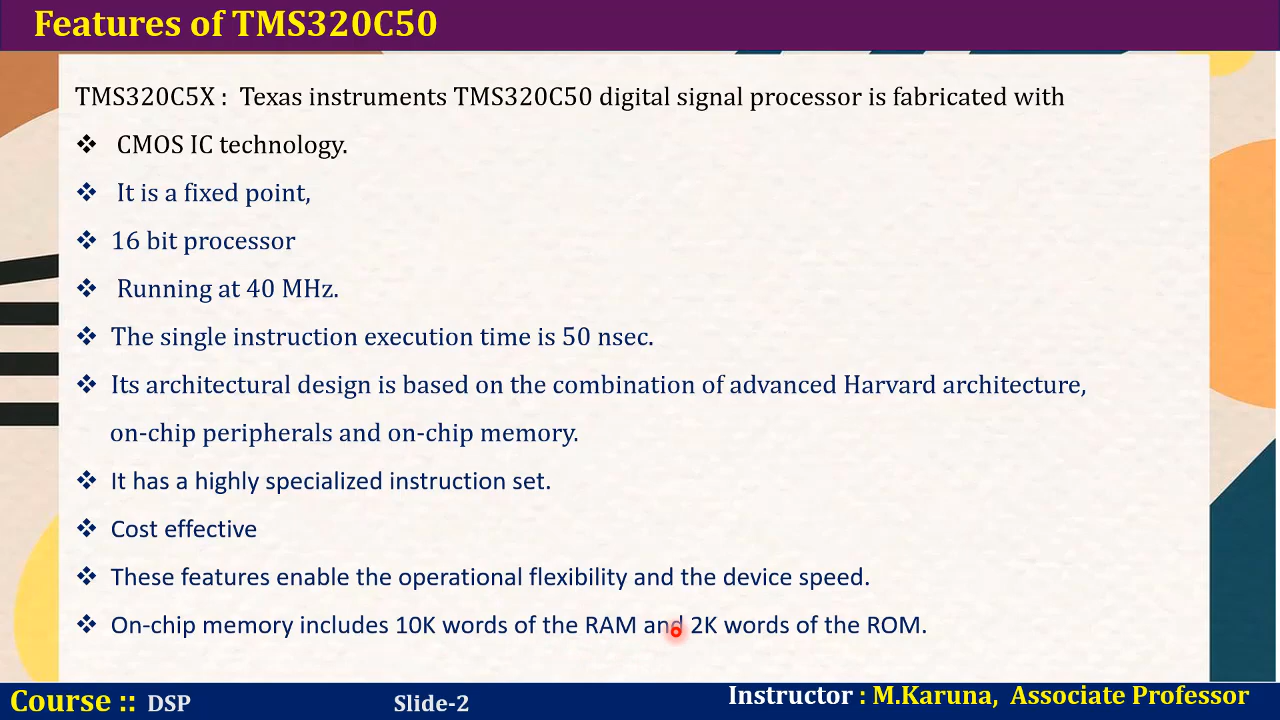 Features of TMS320C50
TMS320C5X : Texas instruments TMS320C50 digital signal processor is fabricated with
❖ CMOS IC technology.
❖ It is a fixed point,
❖ 16 bit processor
❖ Running at 40 MHz.
❖ The single instruction execution time is 50 nsec.
❖ Its architectural design is based on the combination of advanced Harvard architecture,
on-chip peripherals and on-chip memory.
❖ It has a highly specialized instruction set.
❖ Cost effective
❖ These features enable the operational flexibility and the device speed.
❖ On-chip memory includes 10K words of the RAM and 2K words of the ROM.
Course :: DSP Slide-2 Instructor : M.Karuna, Associate Professor